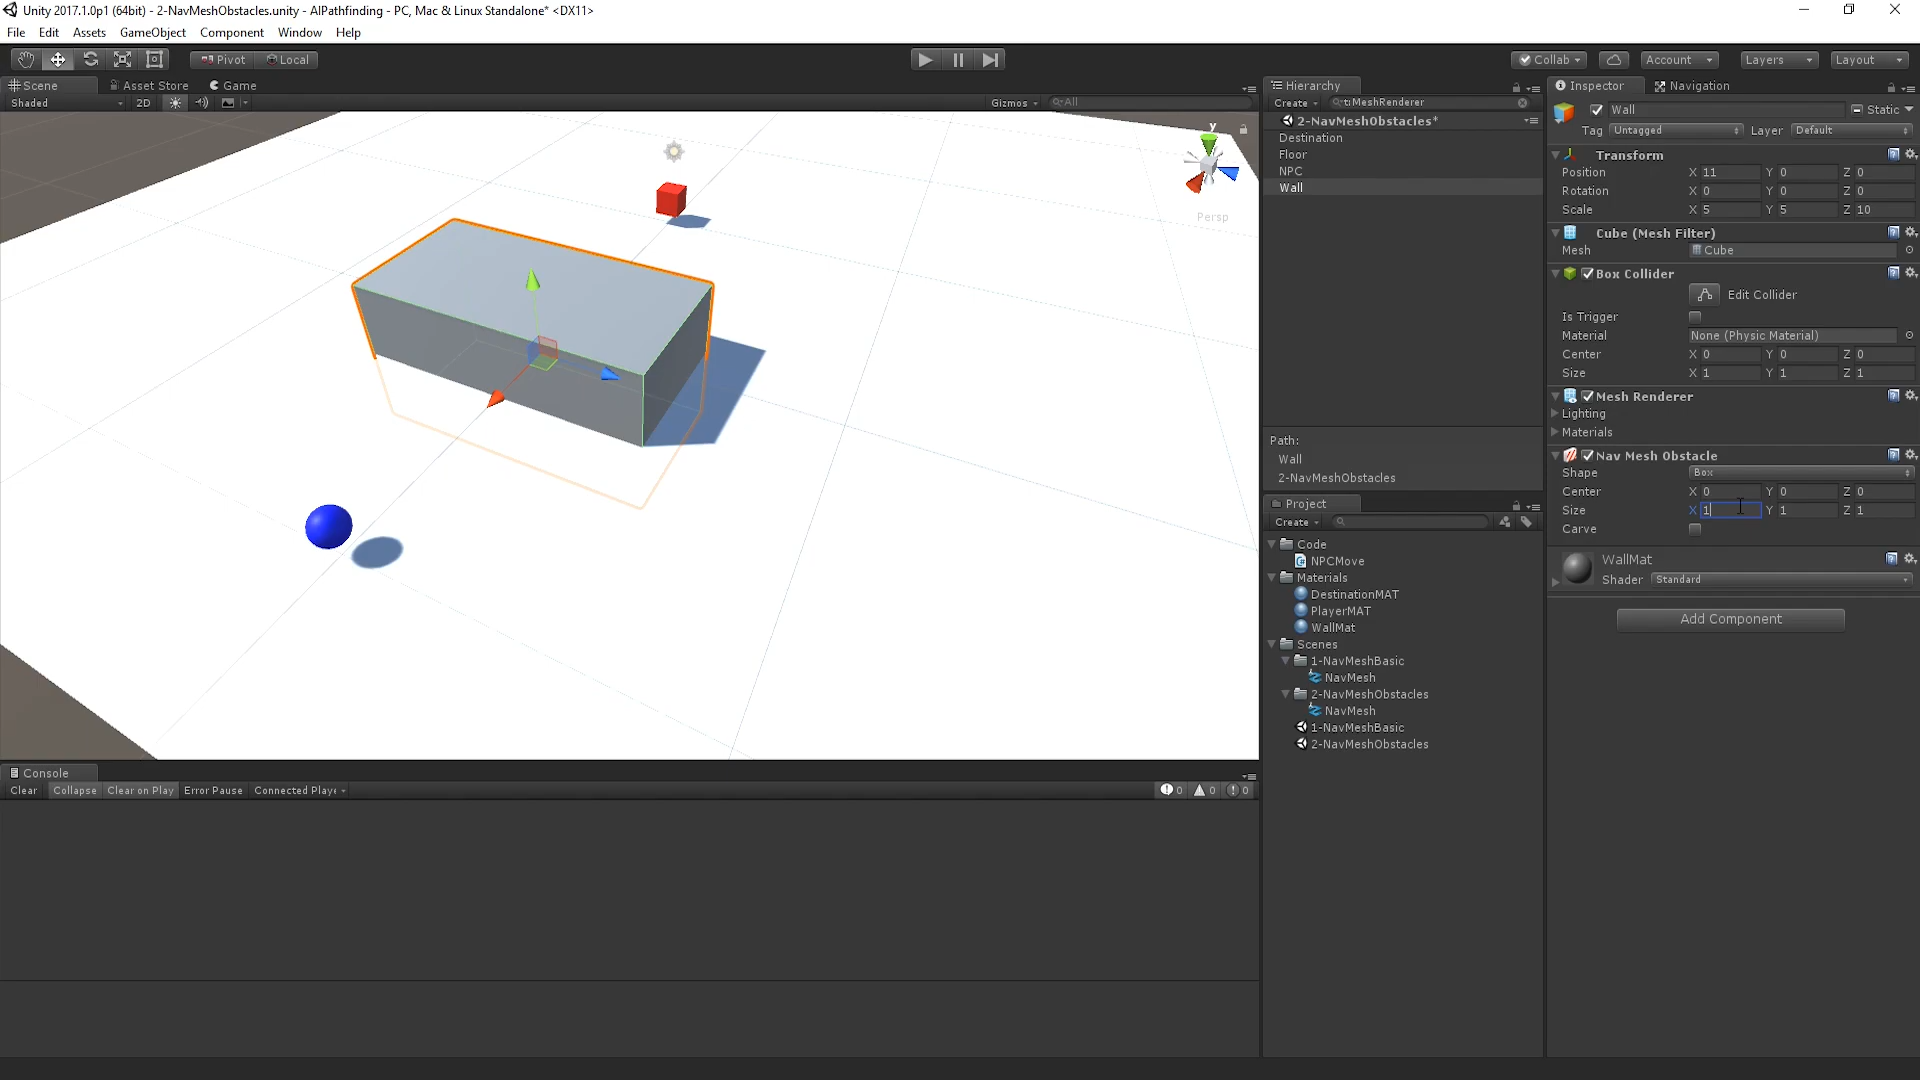 Unity 2017.1.0p1 (64bit) - 2-NavMeshObstacles.unity - AIPathfinding - PC, Mac & Linux Standalone* <DX11>
File Edit Assets GameObject Component Window Help
Pivot Local Collab Account Layers Layout
Scene Asset Store Game
Shaded 2D Gizmos All
y
Persp
Hierarchy
Create t:MeshRenderer
2-NavMeshObstacles*
Destination
Floor
NPC
Wall
Path:
Wall
2-NavMeshObstacles
Project
Create
Code
NPCMove
Materials
DestinationMAT
PlayerMAT
WallMat
Scenes
1-NavMeshBasic
NavMesh
2-NavMeshObstacles
NavMesh
1-NavMeshBasic
2-NavMeshObstacles
Inspector Navigation
Wall Static
Tag Untagged Layer Default
Transform
Position X 11 Y 0 Z 0
Rotation X 0 Y 0 Z 0
Scale X 5 Y 5 Z 10
Cube (Mesh Filter)
Mesh Cube
Box Collider
Edit Collider
Is Trigger
Material None (Physic Material)
Center X 0 Y 0 Z 0
Size X 1 Y 1 Z 1
Mesh Renderer
Lighting
Materials
Nav Mesh Obstacle
Shape Box
Center X 0 Y 0 Z 0
Size X 1 Y 1 Z 1
Carve
WallMat
Shader Standard
Add Component
Console
Clear Collapse Clear on Play Error Pause Connected Playe 0 0 0